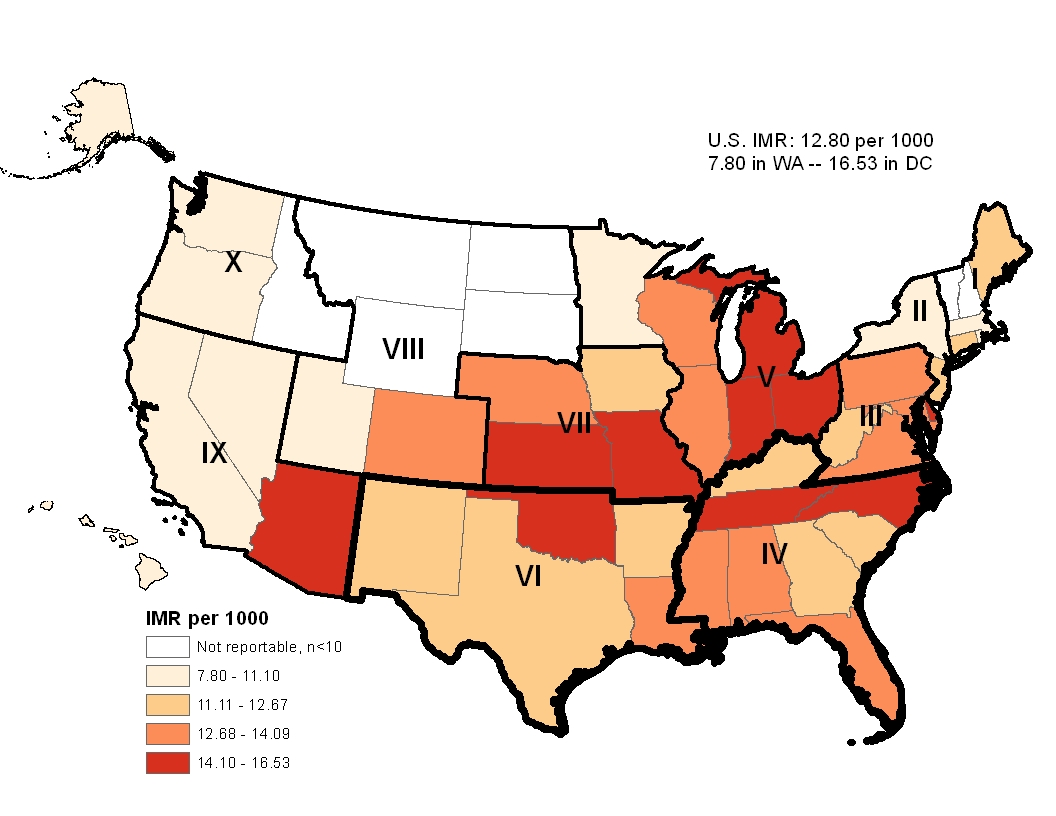 U.S. IMR: 12.80 per 1000
7.80 in WA -- 16.53 in DC
I
X
II
VIII
V
III
VII
IX
IV
VI
IMR per 1000
Not reportable, n<10
7.80 - 11.10
11.11 - 12.67
12.68 - 14.09
14.10 - 16.53